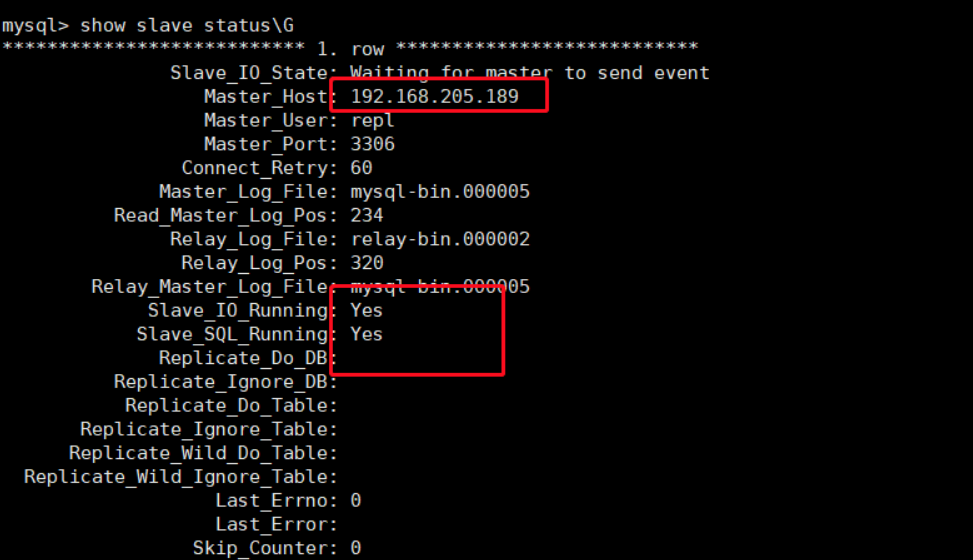 mysql> show slave status\G
*************************** 1. row ***************************
Slave_IO_State: Waiting for master to send event
Master_Host: 192.168.205.189
Master_User: repl
Master_Port: 3306
Connect_Retry: 60
Master_Log_File: mysql-bin.000005
Read_Master_Log_Pos: 234
Relay_Log_File: relay-bin.000002
Relay_Log_Pos: 320
Relay_Master_Log_File: mysql-bin.000005
Slave_IO_Running: Yes
Slave_SQL_Running: Yes
Replicate_Do_DB:
Replicate_Ignore_DB:
Replicate_Do_Table:
Replicate_Ignore_Table:
Replicate_Wild_Do_Table:
Replicate_Wild_Ignore_Table:
Last_Errno: 0
Last_Error:
Skip_Counter: 0